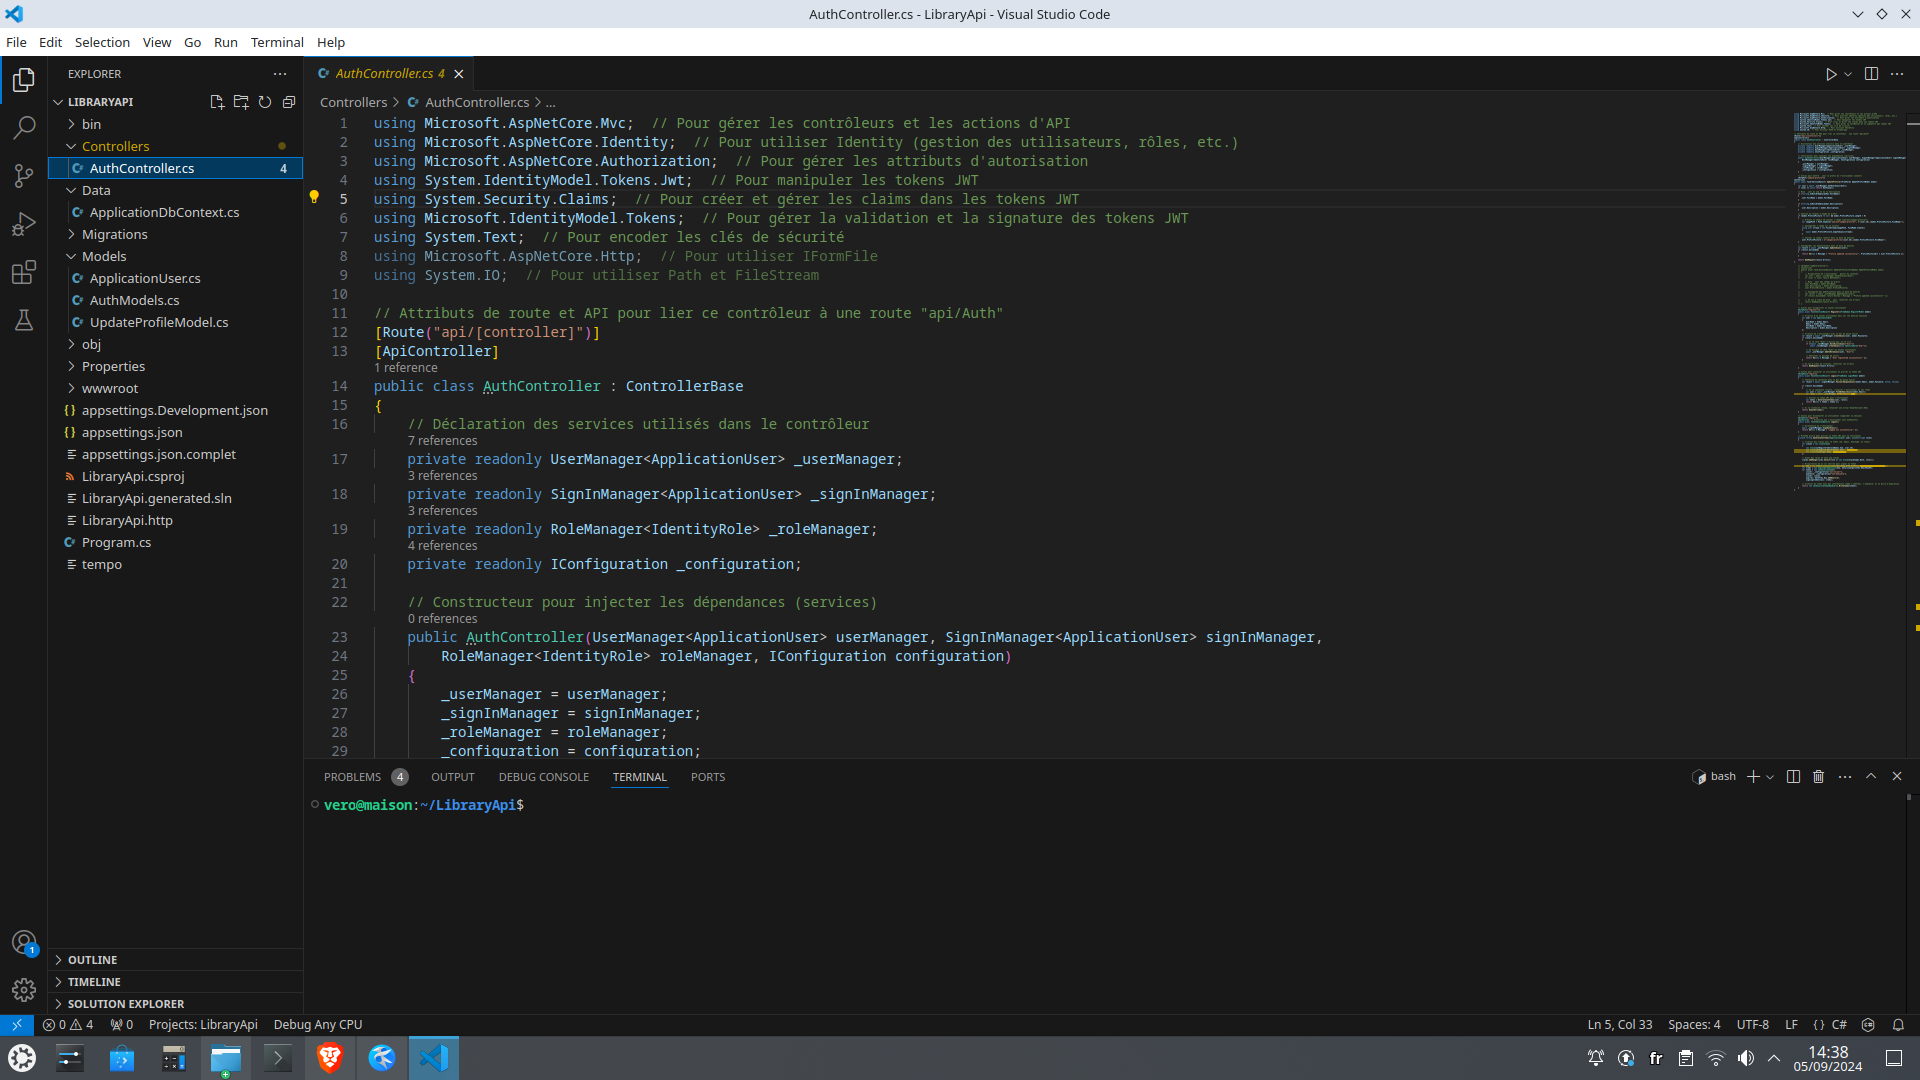 AuthController.cs - LibraryApi - Visual Studio Code
File Edit Selection View Go Run Terminal Help
EXPLORER
LIBRARYAPI
bin
Controllers
AuthController.cs 4
Data
ApplicationDbContext.cs
Migrations
Models
ApplicationUser.cs
AuthModels.cs
UpdateProfileModel.cs
obj
Properties
wwwroot
appsettings.Development.json
appsettings.json
appsettings.json.complet
LibraryApi.csproj
LibraryApi.generated.sln
LibraryApi.http
Program.cs
tempo
OUTLINE
TIMELINE
SOLUTION EXPLORER
AuthController.cs 4
Controllers > AuthController.cs > ...
1 using Microsoft.AspNetCore.Mvc;  // Pour gérer les contrôleurs et les actions d'API
2 using Microsoft.AspNetCore.Identity;  // Pour utiliser Identity (gestion des utilisateurs, rôles, etc.)
3 using Microsoft.AspNetCore.Authorization;  // Pour gérer les attributs d'autorisation
4 using System.IdentityModel.Tokens.Jwt;  // Pour manipuler les tokens JWT
5 using System.Security.Claims;  // Pour créer et gérer les claims dans les tokens JWT
6 using Microsoft.IdentityModel.Tokens;  // Pour gérer la validation et la signature des tokens JWT
7 using System.Text;  // Pour encoder les clés de sécurité
8 using Microsoft.AspNetCore.Http;  // Pour utiliser IFormFile
9 using System.IO;  // Pour utiliser Path et FileStream
10
11 // Attributs de route et API pour lier ce contrôleur à une route "api/Auth"
12 [Route("api/[controller]")]
13 [ApiController]
1 reference
14 public class AuthController : ControllerBase
15 {
16 // Déclaration des services utilisés dans le contrôleur
7 references
17 private readonly UserManager<ApplicationUser> _userManager;
3 references
18 private readonly SignInManager<ApplicationUser> _signInManager;
3 references
19 private readonly RoleManager<IdentityRole> _roleManager;
4 references
20 private readonly IConfiguration _configuration;
21
22 // Constructeur pour injecter les dépendances (services)
0 references
23 public AuthController(UserManager<ApplicationUser> userManager, SignInManager<ApplicationUser> signInManager,
24 RoleManager<IdentityRole> roleManager, IConfiguration configuration)
25 {
26 _userManager = userManager;
27 _signInManager = signInManager;
28 _roleManager = roleManager;
29 _configuration = configuration;
PROBLEMS 4 OUTPUT DEBUG CONSOLE TERMINAL PORTS
bash
vero@maison:~/LibraryApi$
1
0 4 0 Projects: LibraryApi Debug Any CPU
Ln 5, Col 33 Spaces: 4 UTF-8 LF {} C#
fr
14:38
05/09/2024